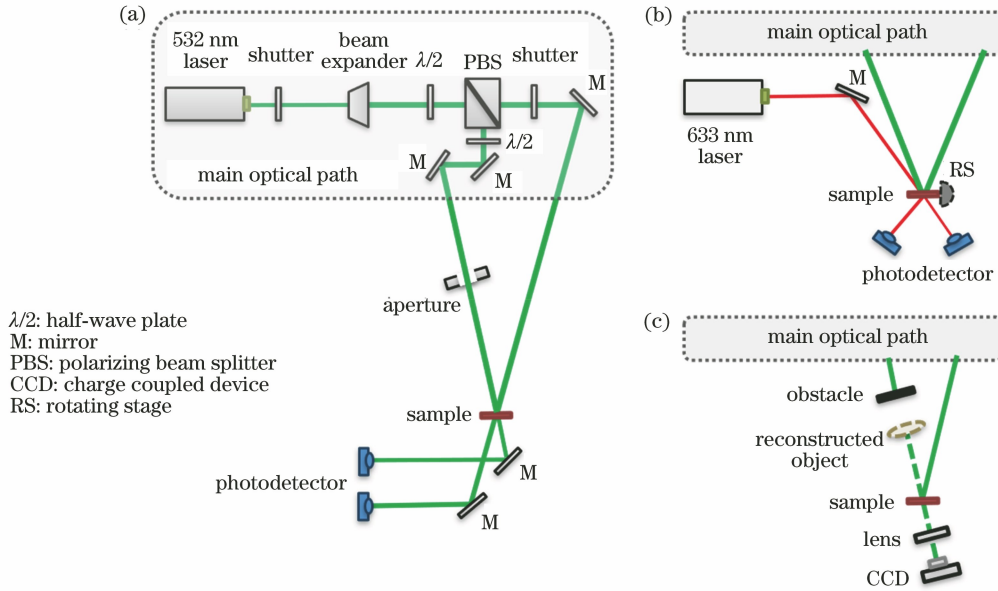 (a)
532 nm
laser
shutter
beam
expander
λ/2
PBS
shutter
M
λ/2
M
M
main optical path
aperture
λ/2: half-wave plate
M: mirror
PBS: polarizing beam splitter
CCD: charge coupled device
RS: rotating stage
sample
photodetector
M
M
(b)
main optical path
M
633 nm
laser
RS
sample
photodetector
(c)
main optical path
obstacle
reconstructed
object
sample
lens
CCD